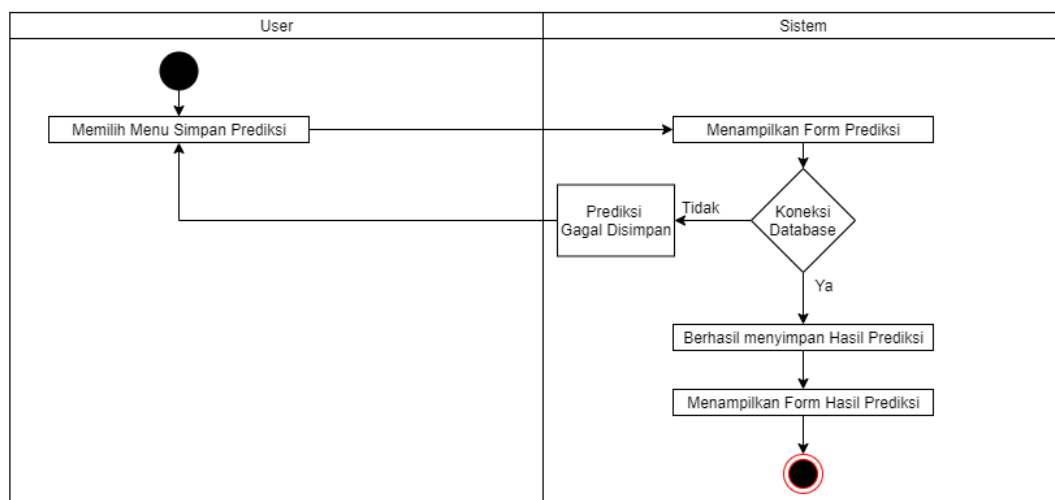 User
Sistem
Memilih Menu Simpan Prediksi
Menampilkan Form Prediksi
Prediksi
Gagal Disimpan
Tidak
Koneksi
Database
Ya
Berhasil menyimpan Hasil Prediksi
Menampilkan Form Hasil Prediksi